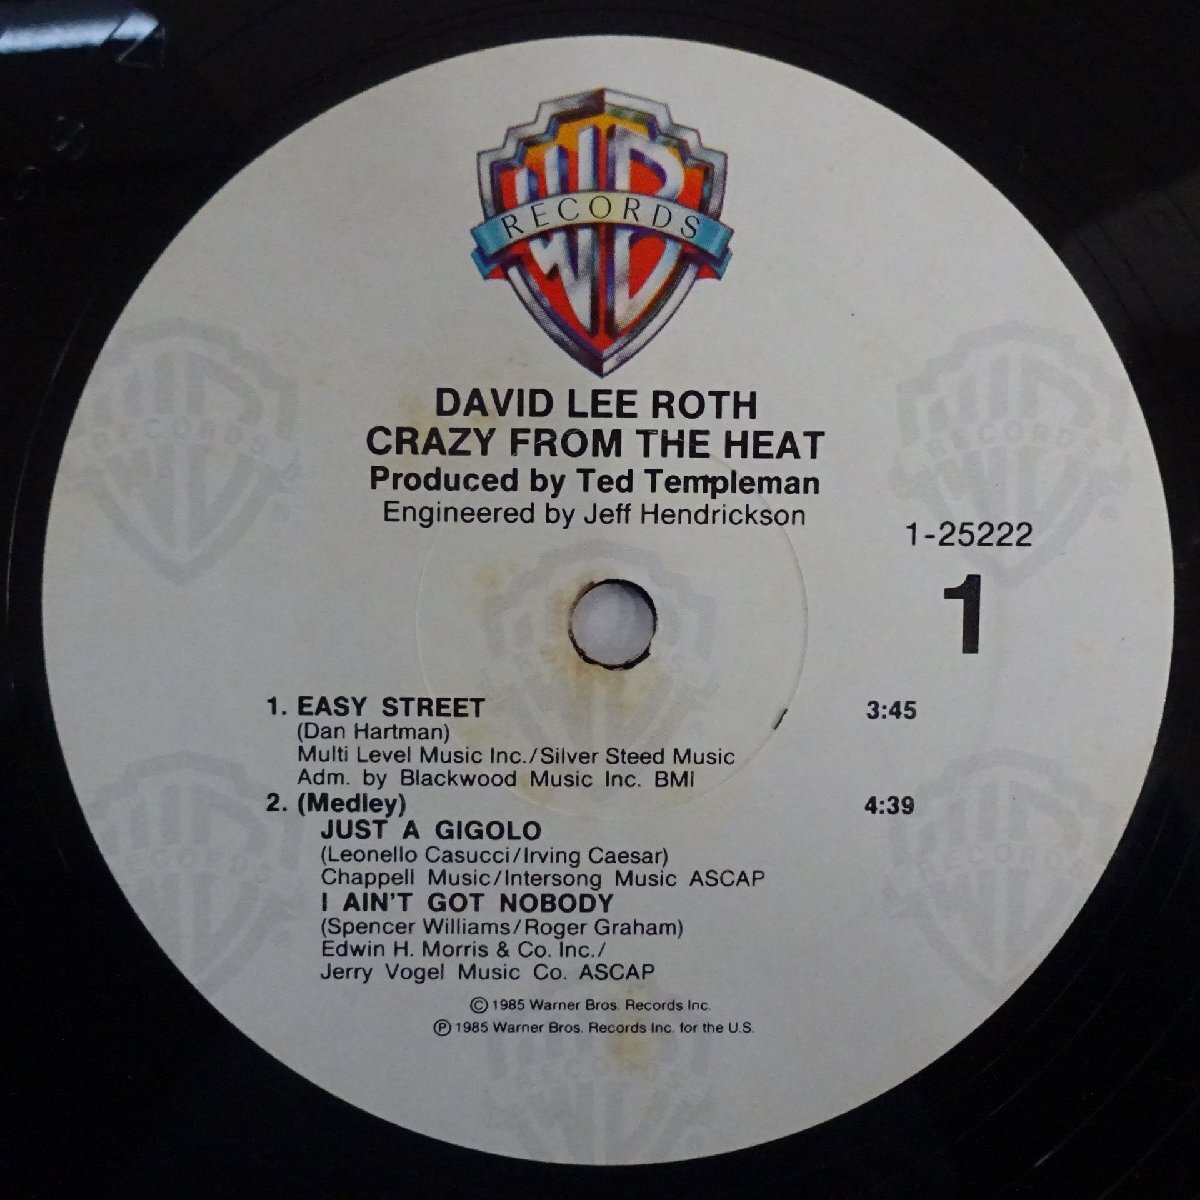 WB
RECORDS
DAVID LEE ROTH
CRAZY FROM THE HEAT
Produced by Ted Templeman
Engineered by Jeff Hendrickson
1-25222
1
1. EASY STREET 3:45
(Dan Hartman)
Multi Level Music Inc./Silver Steed Music
Adm. by Blackwood Music Inc. BMI
2. (Medley) 4:39
JUST A GIGOLO
(Leonello Casucci/Irving Caesar)
Chappell Music/Intersong Music ASCAP
I AIN'T GOT NOBODY
(Spencer Williams/Roger Graham)
Edwin H. Morris & Co. Inc./
Jerry Vogel Music Co. ASCAP
Ⓒ 1985 Warner Bros. Records Inc.
Ⓟ 1985 Warner Bros. Records Inc. for the U.S.